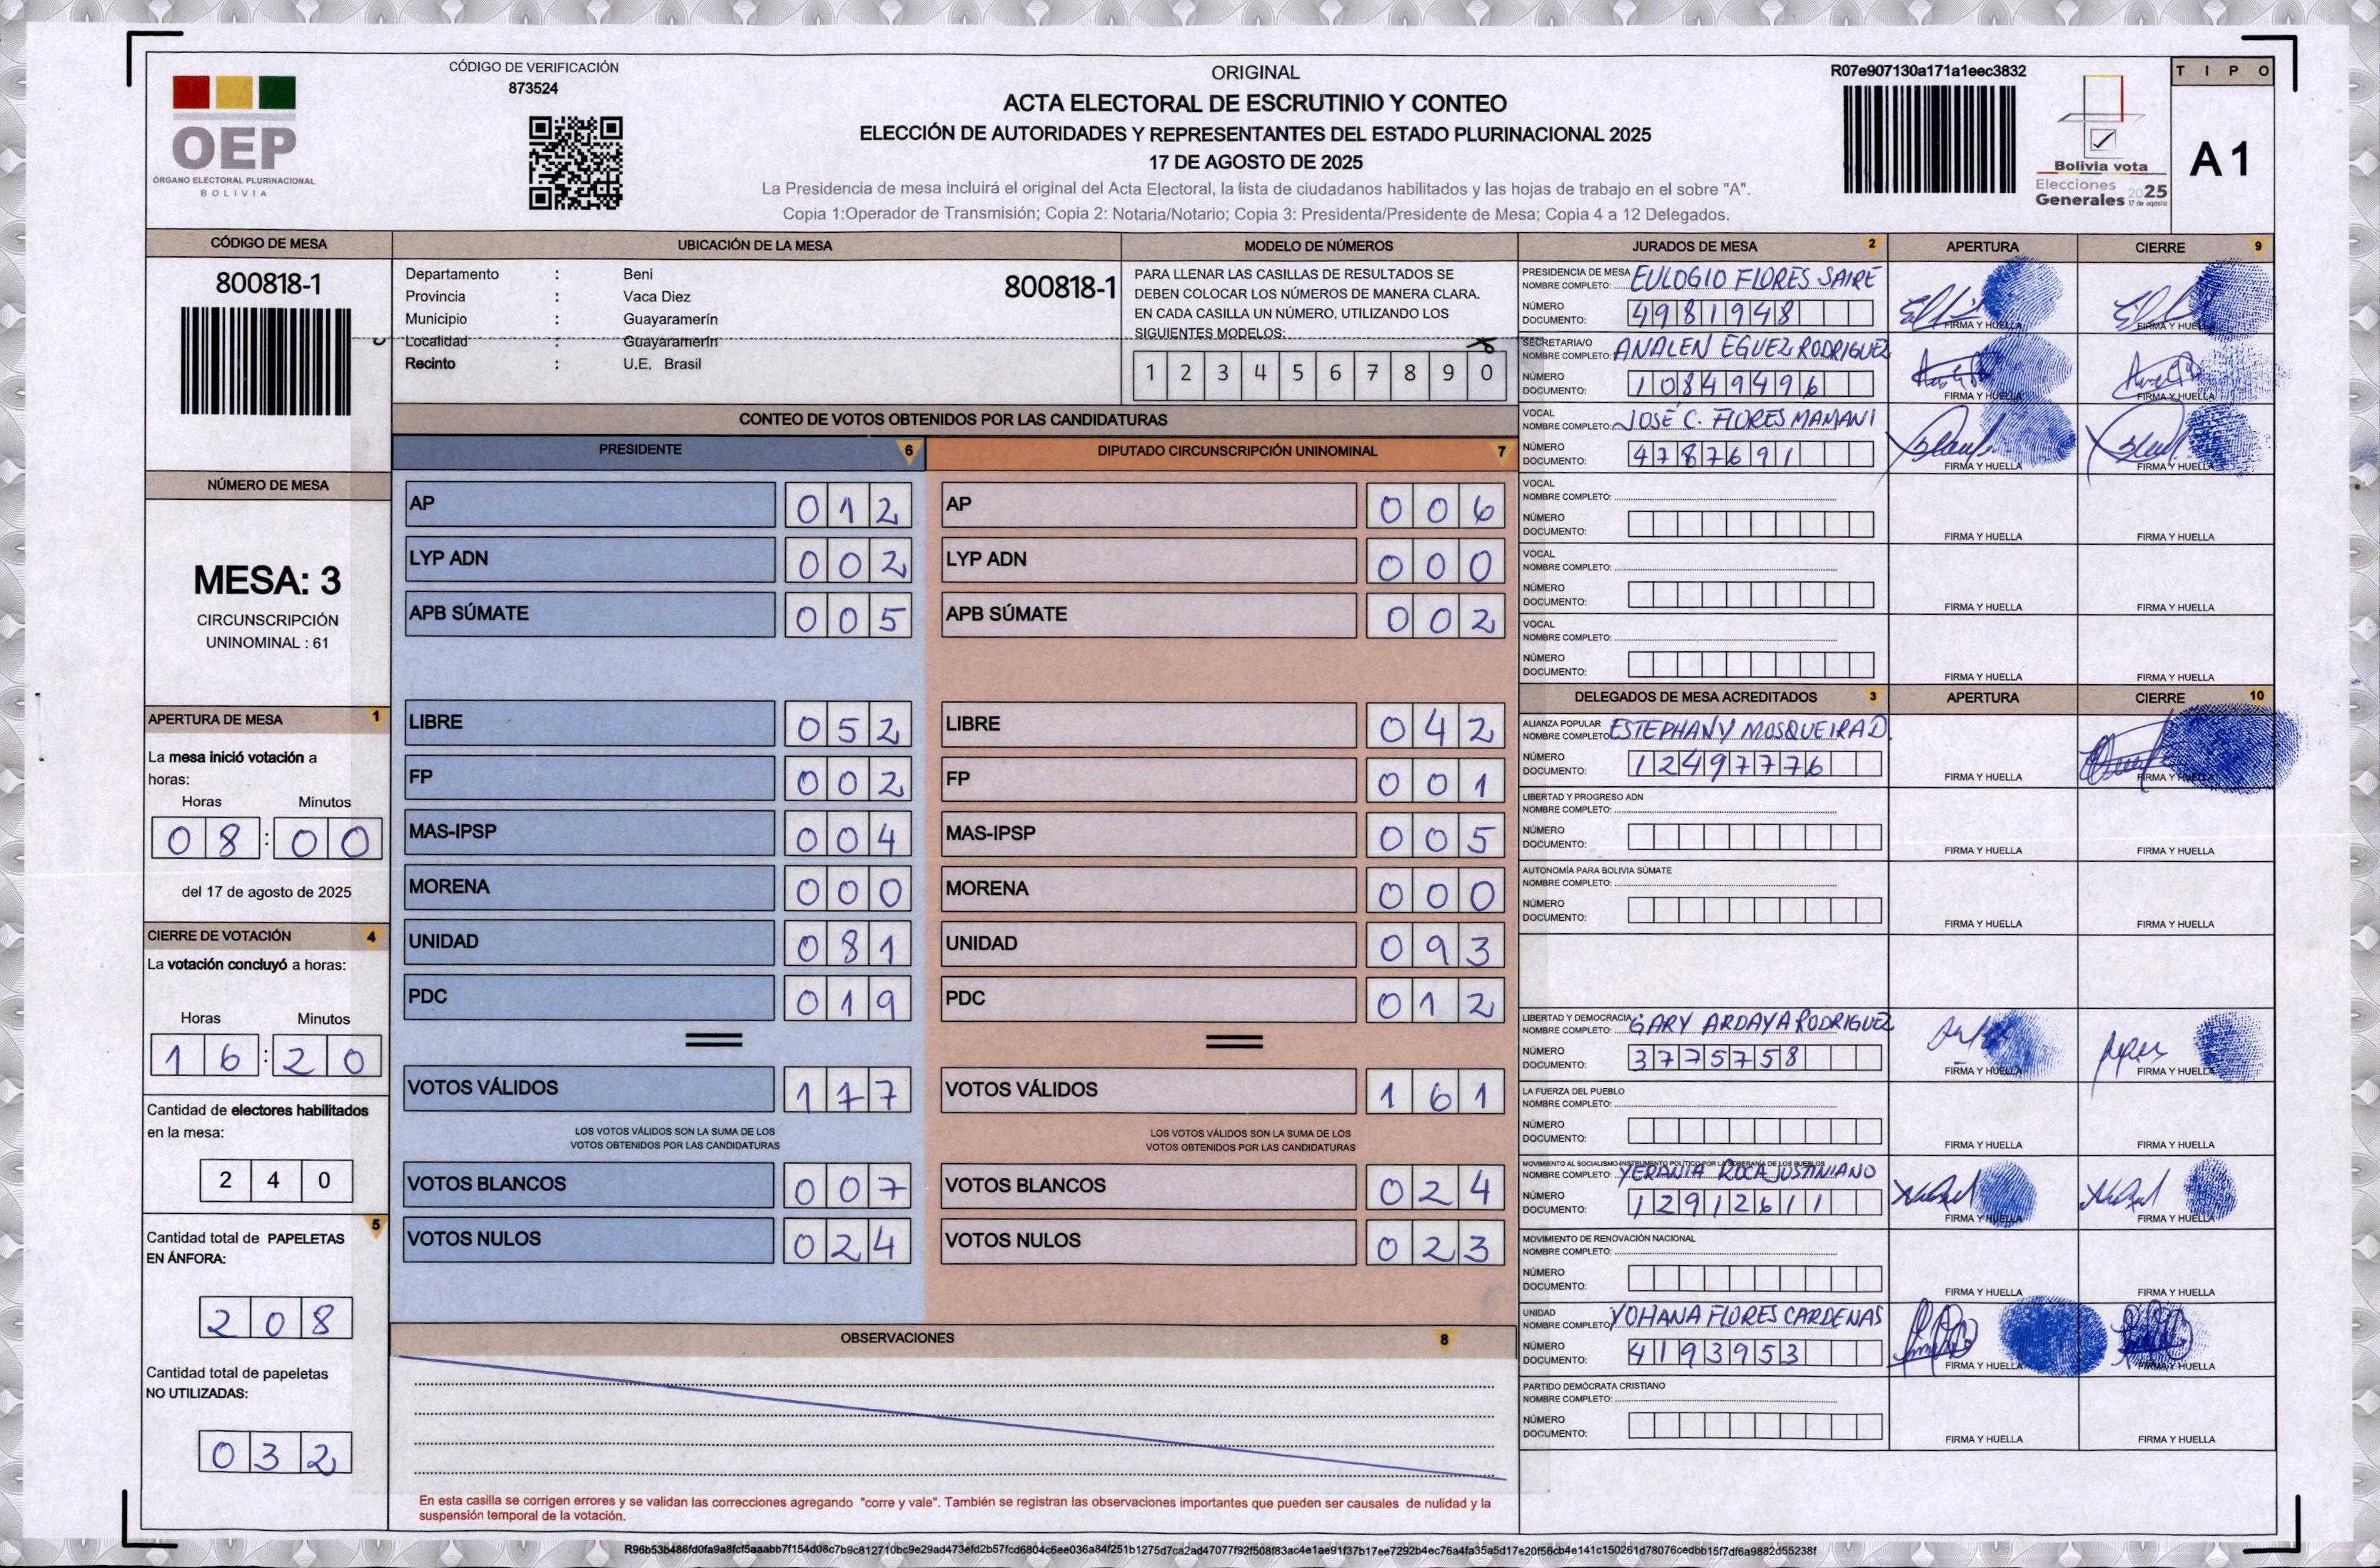 CÓDIGO DE VERIFICACIÓN
873524
OEP
ÓRGANO ELECTORAL PLURINACIONAL
BOLIVIA
ORIGINAL
ACTA ELECTORAL DE ESCRUTINIO Y CONTEO
ELECCIÓN DE AUTORIDADES Y REPRESENTANTES DEL ESTADO PLURINACIONAL 2025
17 DE AGOSTO DE 2025
La Presidencia de mesa incluirá el original del Acta Electoral, la lista de ciudadanos habilitados y las hojas de trabajo en el sobre "A".
Copia 1:Operador de Transmisión; Copia 2: Notaria/Notario; Copia 3: Presidenta/Presidente de Mesa; Copia 4 a 12 Delegados.
R07e907130a171a1eec3832
Bolivia vota
Elecciones
Generales 2025
17 de agosto
TIPO
A 1
CÓDIGO DE MESA
800818-1
NÚMERO DE MESA
MESA: 3
CIRCUNSCRIPCIÓN
UNINOMINAL : 61
APERTURA DE MESA 1
La mesa inició votación a
horas:
Horas Minutos
08:00
del 17 de agosto de 2025
CIERRE DE VOTACIÓN 4
La votación concluyó a horas:
Horas Minutos
16:20
Cantidad de electores habilitados
en la mesa:
240
5
Cantidad total de PAPELETAS
EN ÁNFORA:
208
Cantidad total de papeletas
NO UTILIZADAS:
032
UBICACIÓN DE LA MESA
Departamento : Beni 800818-1
Provincia : Vaca Diez
Municipio : Guayaramerín
Localidad : Guayaramerín
Recinto : U.E. Brasil
MODELO DE NÚMEROS
PARA LLENAR LAS CASILLAS DE RESULTADOS SE
DEBEN COLOCAR LOS NÚMEROS DE MANERA CLARA.
EN CADA CASILLA UN NÚMERO, UTILIZANDO LOS
SIGUIENTES MODELOS:
1 2 3 4 5 6 7 8 9 0
CONTEO DE VOTOS OBTENIDOS POR LAS CANDIDATURAS
PRESIDENTE 6
AP 012
LYP ADN 002
APB SÚMATE 005
LIBRE 052
FP 002
MAS-IPSP 004
MORENA 000
UNIDAD 081
PDC 019
VOTOS VÁLIDOS 177
LOS VOTOS VÁLIDOS SON LA SUMA DE LOS
VOTOS OBTENIDOS POR LAS CANDIDATURAS
VOTOS BLANCOS 007
VOTOS NULOS 024
DIPUTADO CIRCUNSCRIPCIÓN UNINOMINAL 7
AP 006
LYP ADN 000
APB SÚMATE 002
LIBRE 042
FP 001
MAS-IPSP 005
MORENA 000
UNIDAD 093
PDC 012
VOTOS VÁLIDOS 161
LOS VOTOS VÁLIDOS SON LA SUMA DE LOS
VOTOS OBTENIDOS POR LAS CANDIDATURAS
VOTOS BLANCOS 024
VOTOS NULOS 023
OBSERVACIONES 8
En esta casilla se corrigen errores y se validan las correcciones agregando "corre y vale". También se registran las observaciones importantes que pueden ser causales de nulidad y la
suspensión temporal de la votación.
JURADOS DE MESA 2 APERTURA CIERRE 9
PRESIDENCIA DE MESA
NOMBRE COMPLETO: EULOGIO FLORES SAIRE
NÚMERO
DOCUMENTO: 4981948 FIRMA Y HUELLA FIRMA Y HUELLA
SECRETARIA/O
NOMBRE COMPLETO: ANALEN EGUEZ RODRIGUEZ
NÚMERO
DOCUMENTO: 10849496 FIRMA Y HUELLA FIRMA Y HUELLA
VOCAL
NOMBRE COMPLETO: JOSÉ C. FLORES MAMANI
NÚMERO
DOCUMENTO: 4787691 FIRMA Y HUELLA FIRMA Y HUELLA
VOCAL
NOMBRE COMPLETO:
NÚMERO
DOCUMENTO: FIRMA Y HUELLA FIRMA Y HUELLA
VOCAL
NOMBRE COMPLETO:
NÚMERO
DOCUMENTO: FIRMA Y HUELLA FIRMA Y HUELLA
VOCAL
NOMBRE COMPLETO:
NÚMERO
DOCUMENTO: FIRMA Y HUELLA FIRMA Y HUELLA
DELEGADOS DE MESA ACREDITADOS 3 APERTURA CIERRE 10
ALIANZA POPULAR
NOMBRE COMPLETO: ESTEPHANY MOSQUEIRA D.
NÚMERO
DOCUMENTO: 12497776 FIRMA Y HUELLA FIRMA Y HUELLA
LIBERTAD Y PROGRESO ADN
NOMBRE COMPLETO:
NÚMERO
DOCUMENTO: FIRMA Y HUELLA FIRMA Y HUELLA
AUTONOMÍA PARA BOLIVIA SÚMATE
NOMBRE COMPLETO:
NÚMERO
DOCUMENTO: FIRMA Y HUELLA FIRMA Y HUELLA
LIBERTAD Y DEMOCRACIA
NOMBRE COMPLETO: GARY ARDAYA RODRIGUEZ
NÚMERO
DOCUMENTO: 3775758 FIRMA Y HUELLA FIRMA Y HUELLA
LA FUERZA DEL PUEBLO
NOMBRE COMPLETO:
NÚMERO
DOCUMENTO: FIRMA Y HUELLA FIRMA Y HUELLA
MOVIMIENTO AL SOCIALISMO-INSTRUMENTO POLÍTICO POR LA SOBERANÍA DE LOS PUEBLOS
NOMBRE COMPLETO: YERANIA ROCA JUSTINIANO
NÚMERO
DOCUMENTO: 12912611 FIRMA Y HUELLA FIRMA Y HUELLA
MOVIMIENTO DE RENOVACIÓN NACIONAL
NOMBRE COMPLETO:
NÚMERO
DOCUMENTO: FIRMA Y HUELLA FIRMA Y HUELLA
UNIDAD
NOMBRE COMPLETO: YOHANA FLORES CARDENAS
NÚMERO
DOCUMENTO: 4193953 FIRMA Y HUELLA FIRMA Y HUELLA
PARTIDO DEMÓCRATA CRISTIANO
NOMBRE COMPLETO:
NÚMERO
DOCUMENTO: FIRMA Y HUELLA FIRMA Y HUELLA